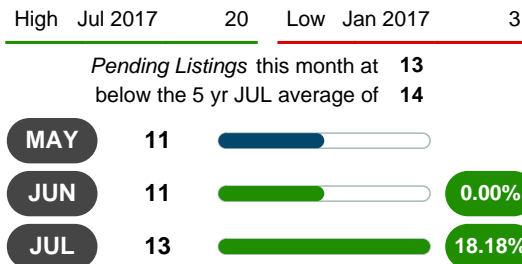 High Jul 2017 20 Low Jan 2017 3
Pending Listings this month at 13
below the 5 yr JUL average of 14
MAY 11
JUN 11 0.00%
JUL 13 18.18%